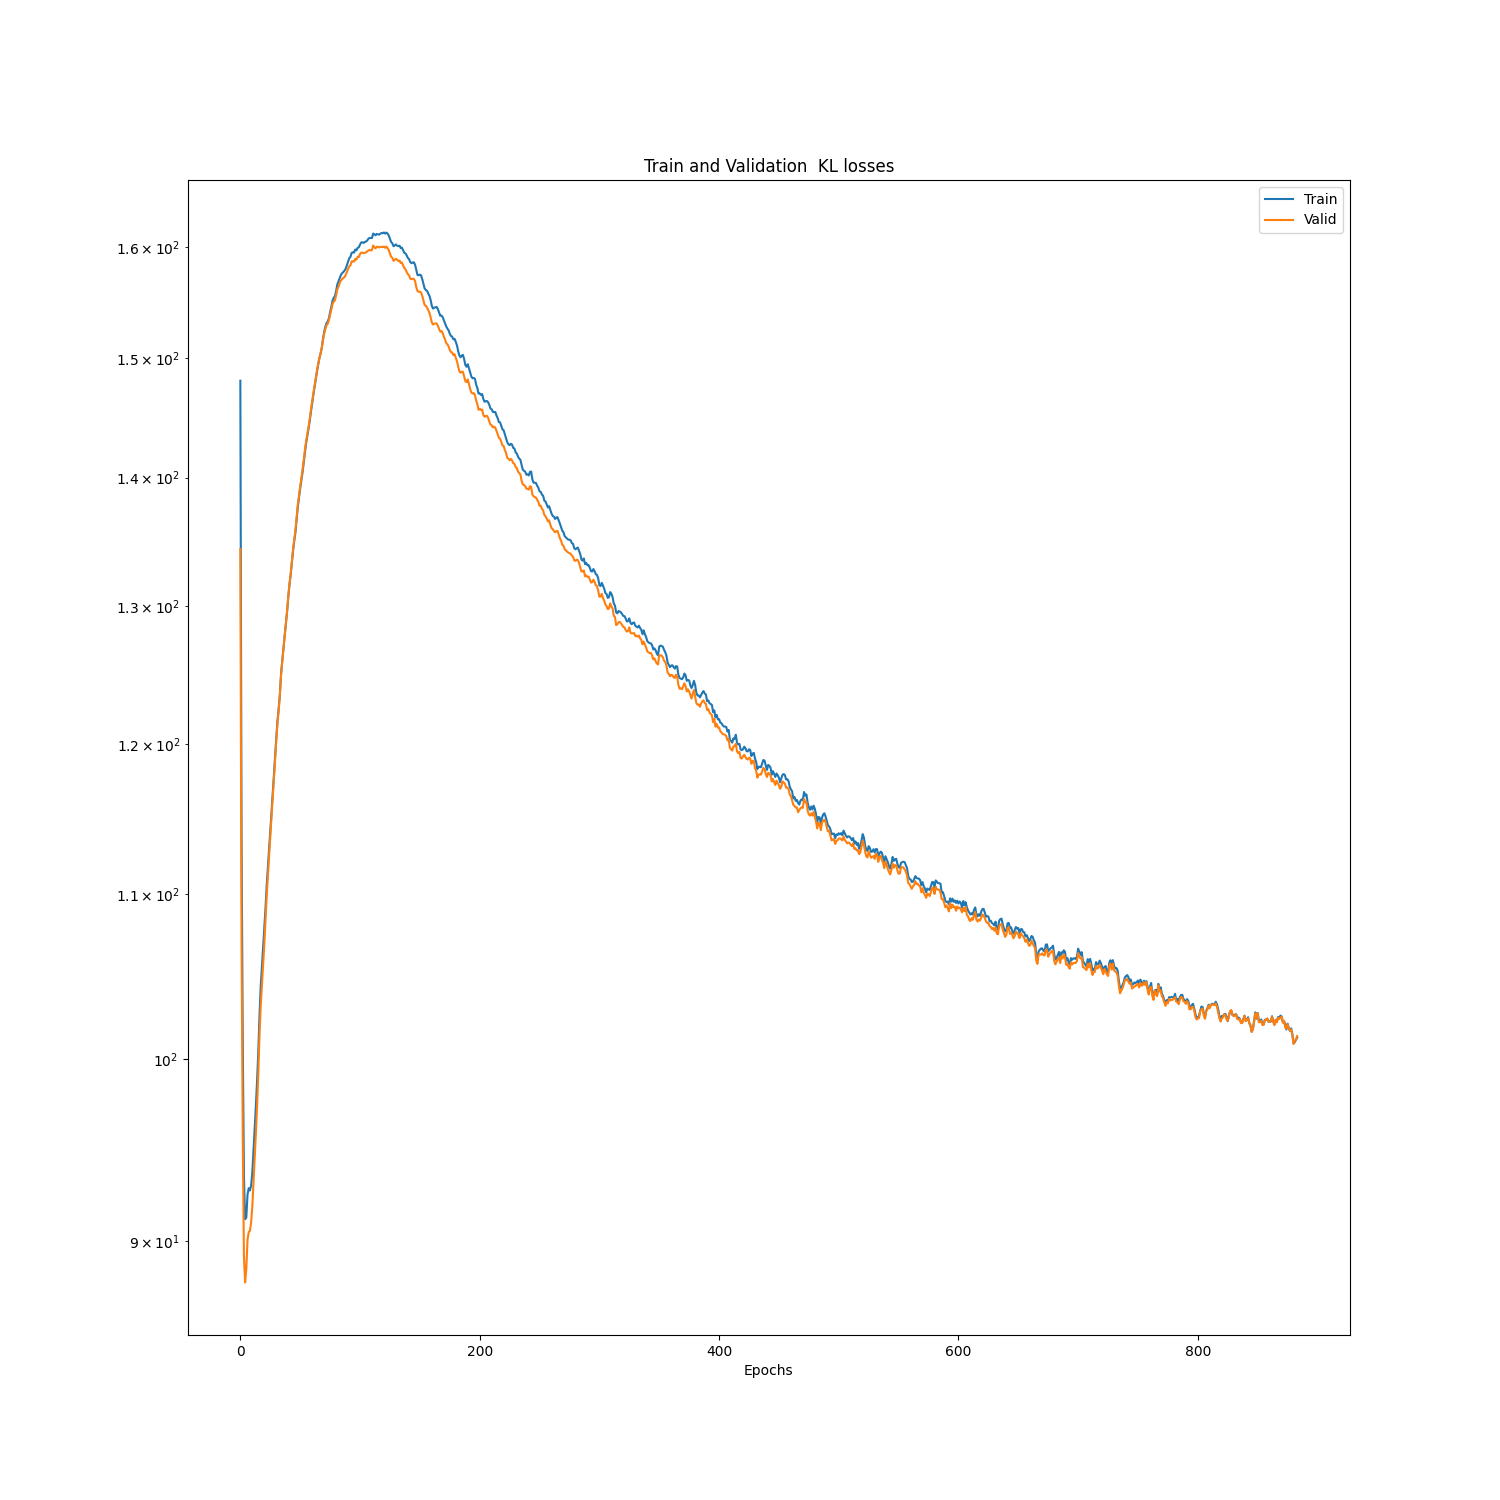 Train and Validation  KL losses
Train
Valid
1.6 × 10²
1.5 × 10²
1.4 × 10²
1.3 × 10²
1.2 × 10²
1.1 × 10²
10²
9 × 10¹
0 200 400 600 800
Epochs